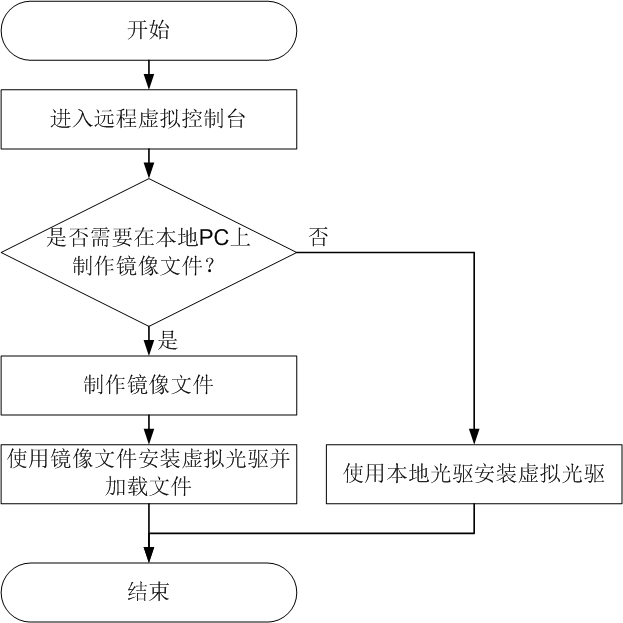 开始
进入远程虚拟控制台
是否需要在本地PC上
制作镜像文件？
否
是
制作镜像文件
使用镜像文件安装虚拟光驱并
加载文件
使用本地光驱安装虚拟光驱
结束